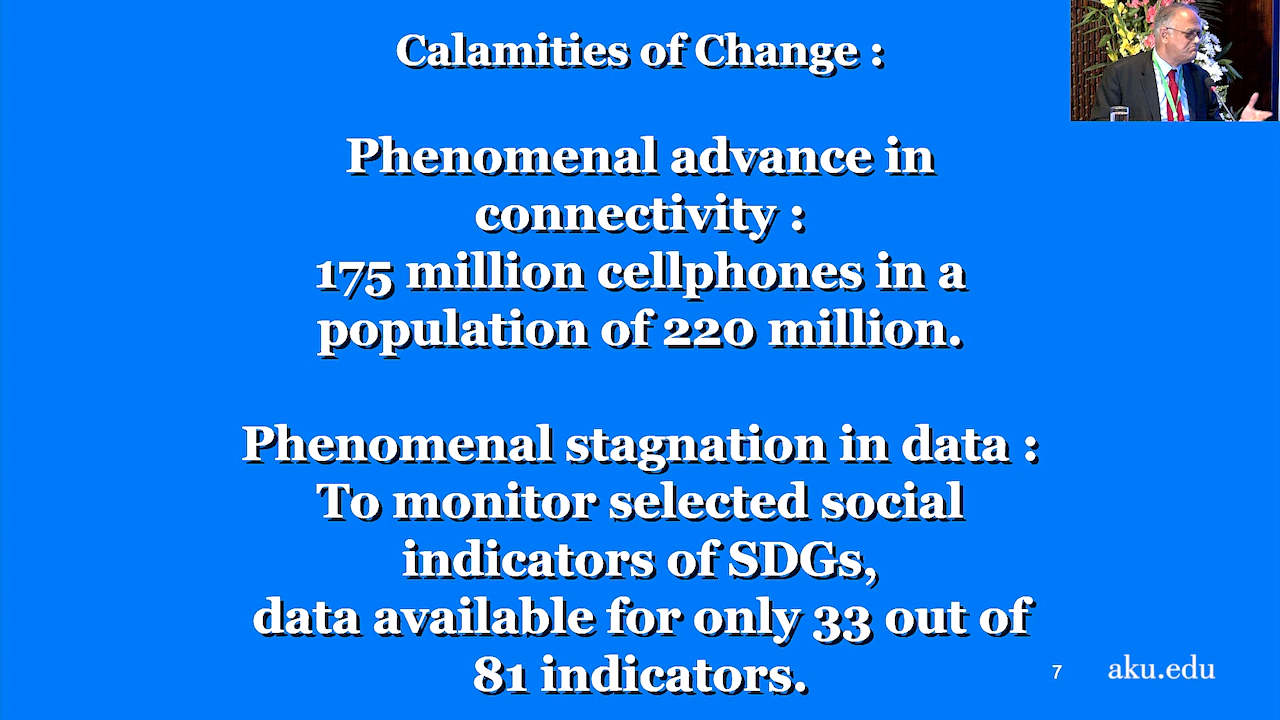 Calamities of Change :
Phenomenal advance in
connectivity :
175 million cellphones in a
population of 220 million.
Phenomenal stagnation in data :
To monitor selected social
indicators of SDGs,
data available for only 33 out of
81 indicators.
7
aku.edu